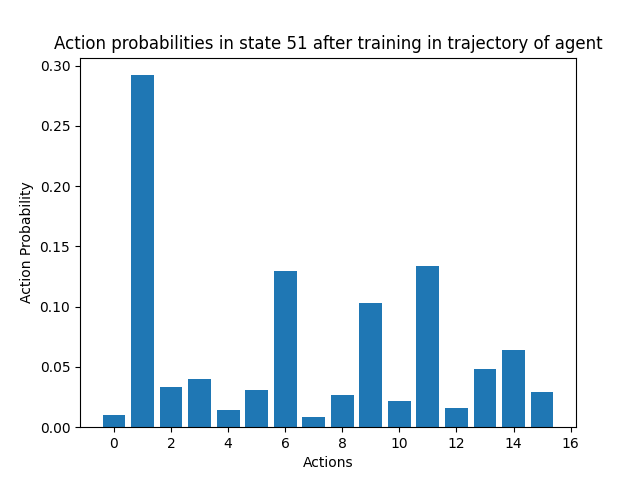 Action probabilities in state 51 after training in trajectory of agent
0.30
0.25
0.20
0.15
0.10
0.05
0.00
Action Probability
0 2 4 6 8 10 12 14 16
Actions